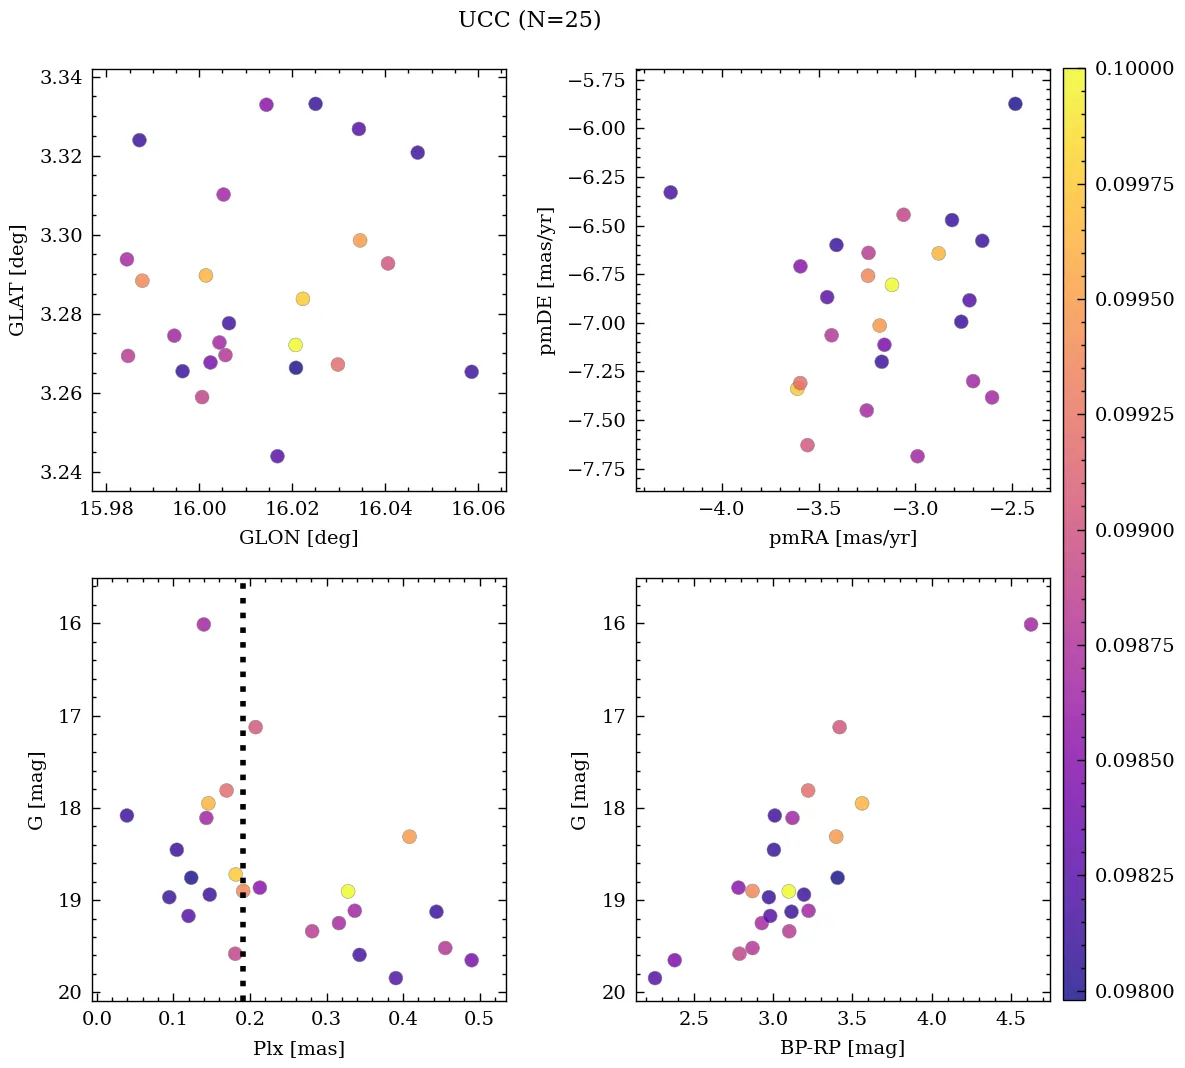 UCC (N=25)
3.34
3.32
3.30
3.28
3.26
3.24
GLAT [deg]
15.98 16.00 16.02 16.04 16.06
GLON [deg]
−5.75
−6.00
−6.25
−6.50
−6.75
−7.00
−7.25
−7.50
−7.75
pmDE [mas/yr]
−4.0 −3.5 −3.0 −2.5
pmRA [mas/yr]
16
17
18
19
20
G [mag]
0.0 0.1 0.2 0.3 0.4 0.5
Plx [mas]
16
17
18
19
20
G [mag]
2.5 3.0 3.5 4.0 4.5
BP-RP [mag]
0.10000
0.09975
0.09950
0.09925
0.09900
0.09875
0.09850
0.09825
0.09800